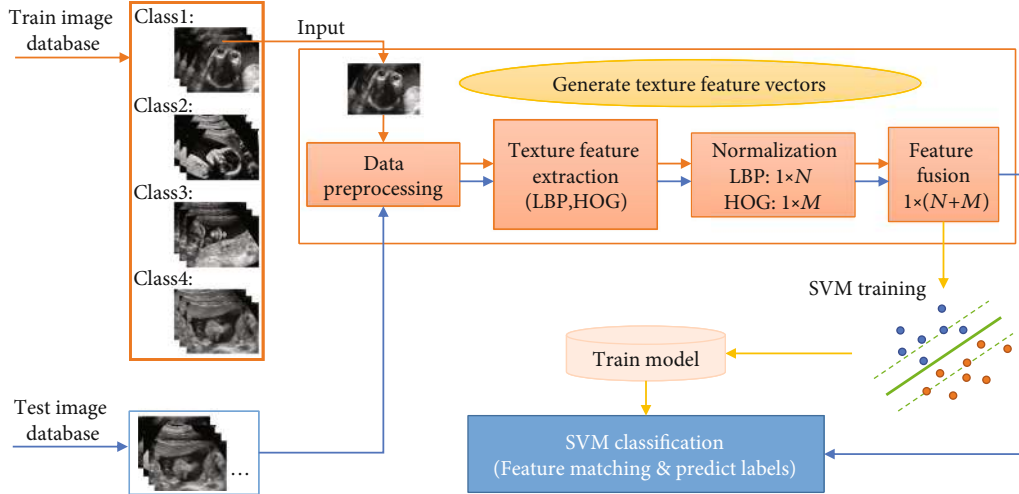 Train image
database
Class1:
Class2:
Class3:
Class4:
Input
Generate texture feature vectors
Data
preprocessing
Texture feature
extraction
(LBP,HOG)
Normalization
LBP: 1×N
HOG: 1×M
Feature
fusion
1×(N+M)
SVM training
Train model
Test image
database
...
SVM classification
(Feature matching & predict labels)